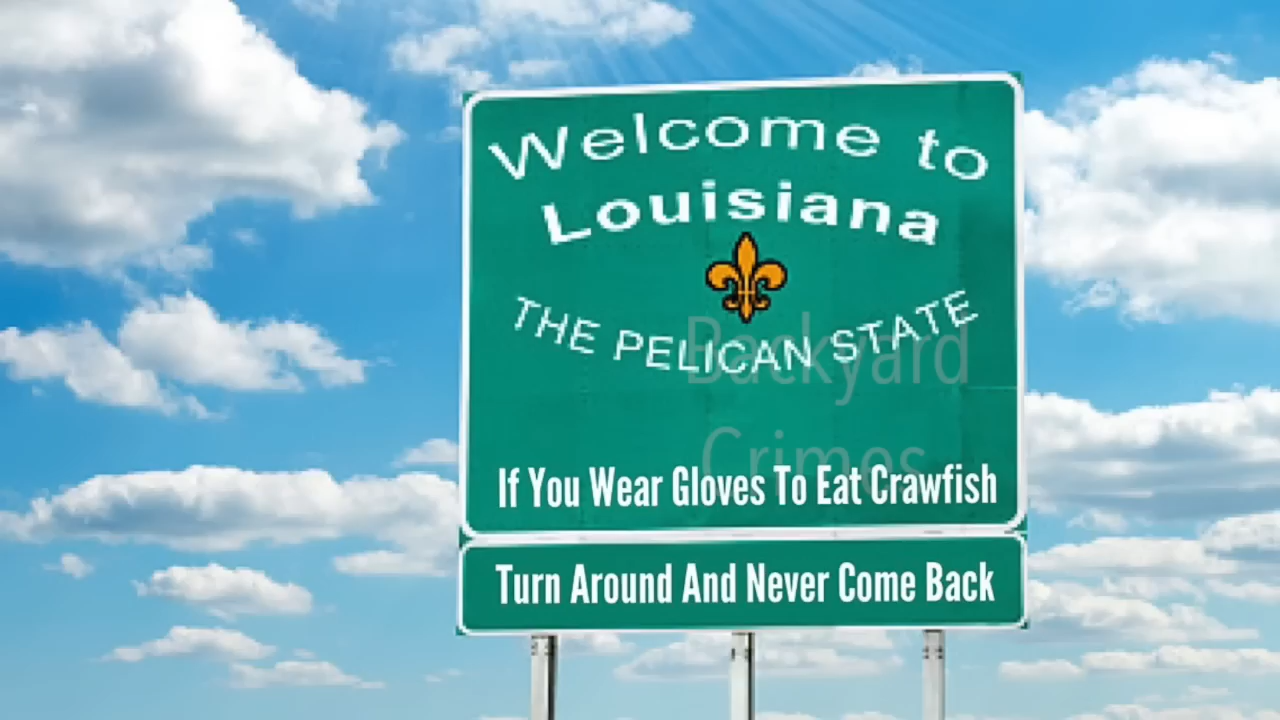 Welcome to
Louisiana
THE PELICAN STATE
Backyard
Crimes
If You Wear Gloves To Eat Crawfish
Turn Around And Never Come Back